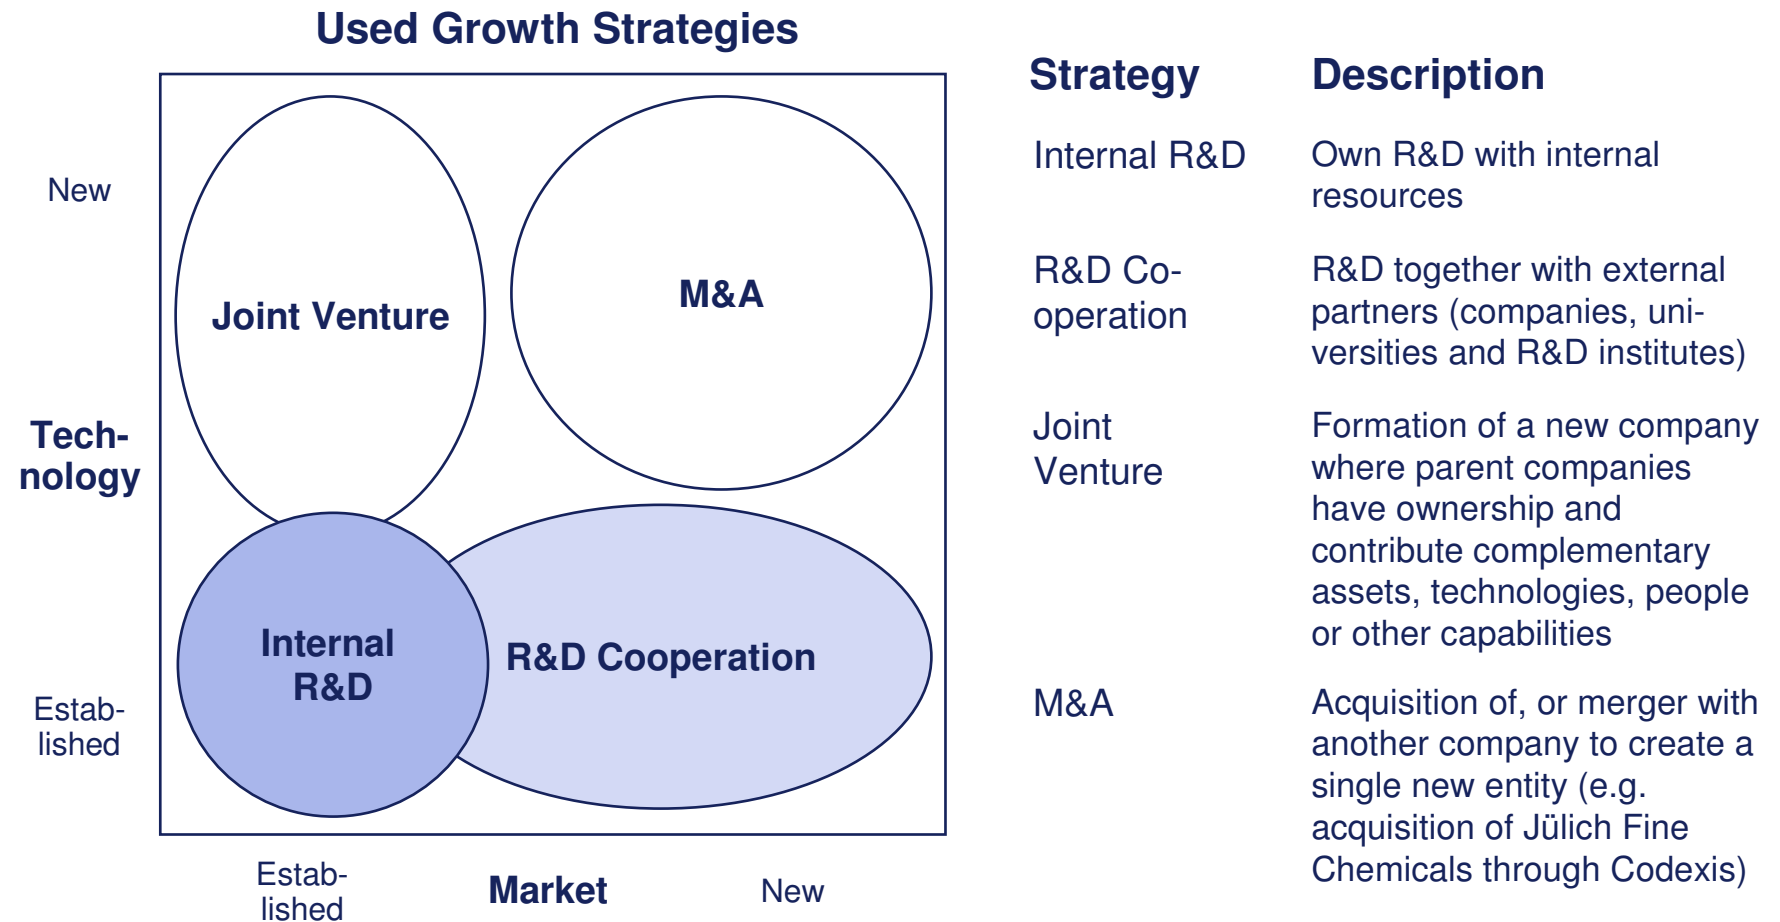 Used Growth Strategies
New
Tech-
nology
Estab-
lished
Joint Venture
M&A
Internal
R&D
R&D Cooperation
Estab-
lished
Market
New
Strategy
Description
Internal R&D
Own R&D with internal
resources
R&D Co-
operation
R&D together with external
partners (companies, uni-
versities and R&D institutes)
Joint
Venture
Formation of a new company
where parent companies
have ownership and
contribute complementary
assets, technologies, people
or other capabilities
M&A
Acquisition of, or merger with
another company to create a
single new entity (e.g.
acquisition of Jülich Fine
Chemicals through Codexis)